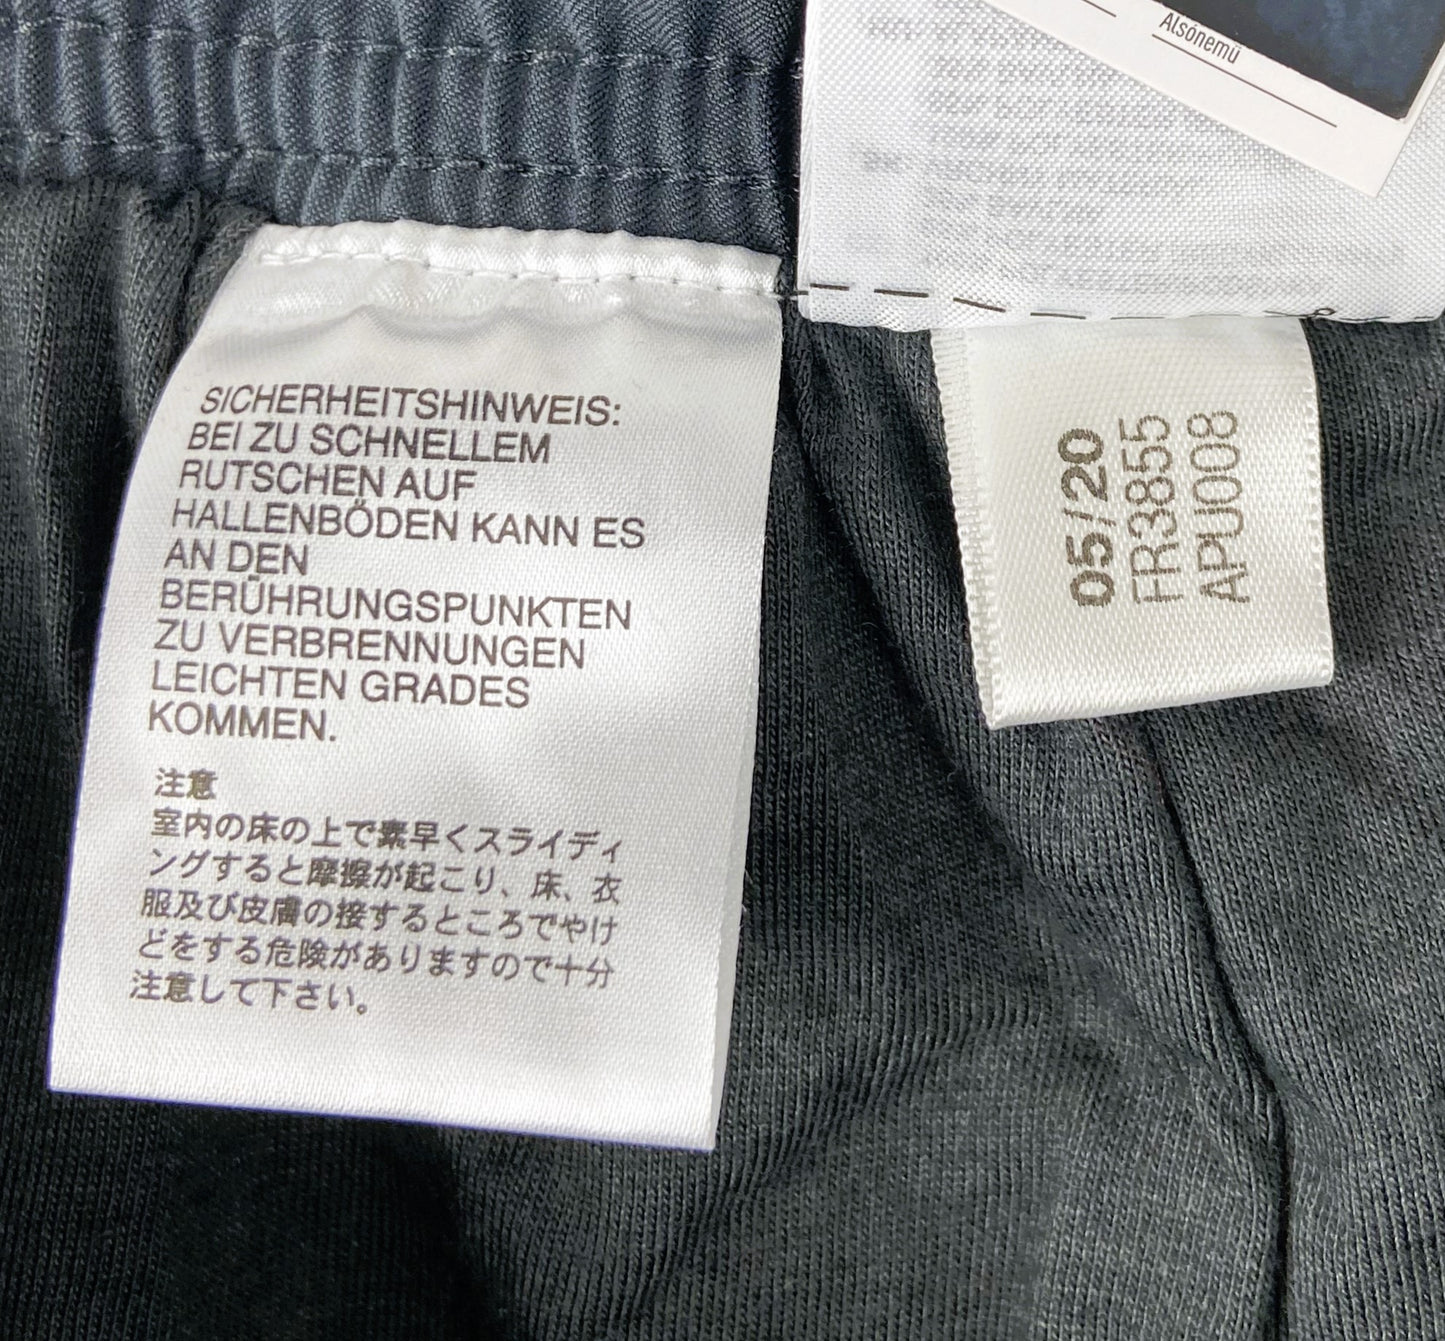 Alsónemű
SICHERHEITSHINWEIS:
BEI ZU SCHNELLEM
RUTSCHEN AUF
HALLENBÖDEN KANN ES
AN DEN
BERÜHRUNGSPUNKTEN
ZU VERBRENNUNGEN
LEICHTEN GRADES
KOMMEN.
注意
室内の床の上で素早くスライディ
ングすると摩擦が起こり、床、衣
服及び皮膚の接するところでやけ
どをする危険がありますので十分
注意して下さい。
05/20
FR3855
APU008